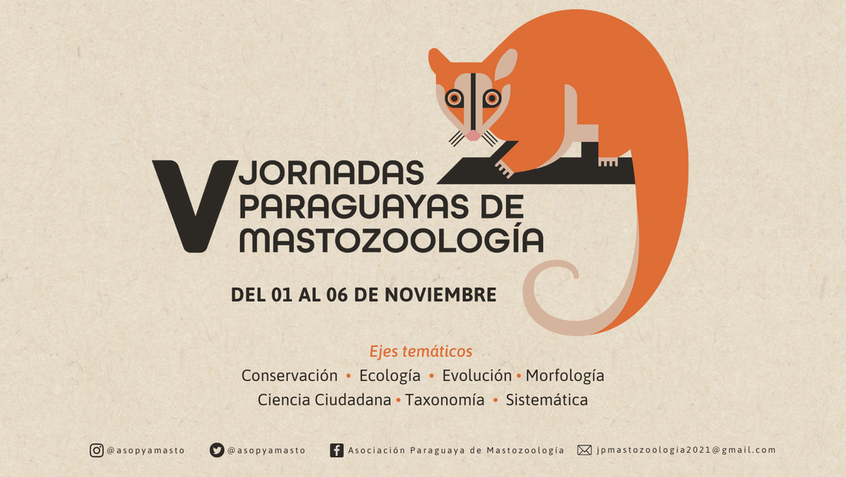 V JORNADAS
PARAGUAYAS DE
MASTOZOOLOGÍA
DEL 01 AL 06 DE NOVIEMBRE
Ejes temáticos
Conservación • Ecología • Evolución • Morfología
Ciencia Ciudadana • Taxonomía • Sistemática
@asopyamasto @asopyamasto Asociación Paraguaya de Mastozoología jpmastozoologia2021@gmail.com